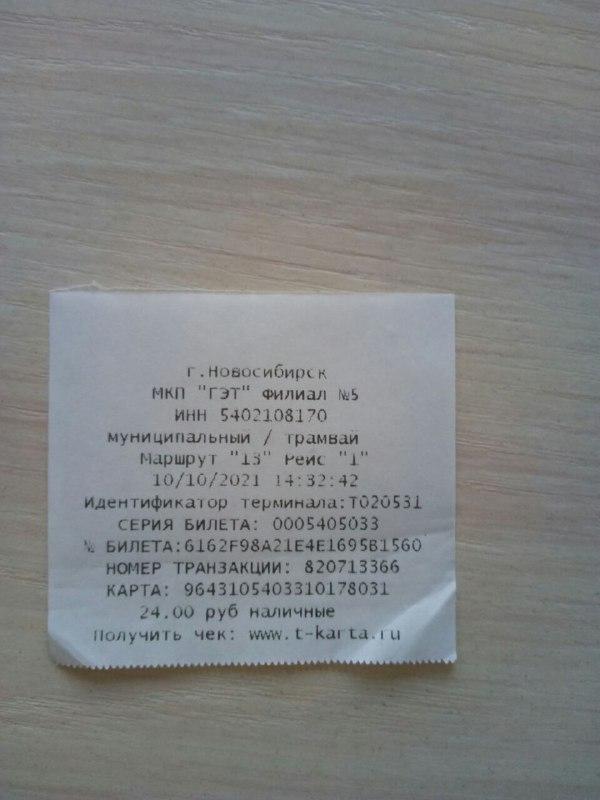 г.Новосибирск
МКП "ГЭТ" Филиал №5
ИНН 5402108170
муниципальный / трамвай
Маршрут "13" Рейс "1"
10/10/2021 14:32:42
Идентификатор терминала:Т020531
СЕРИЯ БИЛЕТА: 0005405033
№ БИЛЕТА:6162F98A21E4E1695B1560
НОМЕР ТРАНЗАКЦИИ: 820713366
КАРТА: 9643105403310178031
24.00 руб наличные
Получить чек: www.t-karta.ru